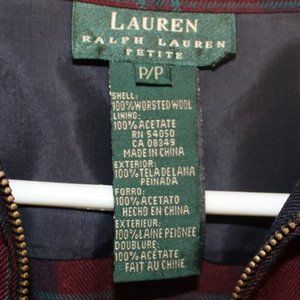 LAUREN
RALPH LAUREN
PETITE
P/P
SHELL:
100% WORSTED WOOL
LINING:
100% ACETATE
RN 54050
CA 08349
MADE IN CHINA
EXTERIOR:
100% TELA DE LANA
PEINADA
FORRO:
100% ACETATO
HECHO EN CHINA
EXTERIEUR:
100% LAINE PEIGNÉE
DOUBLURE:
100% ACÉTATE
FAIT AU CHINE